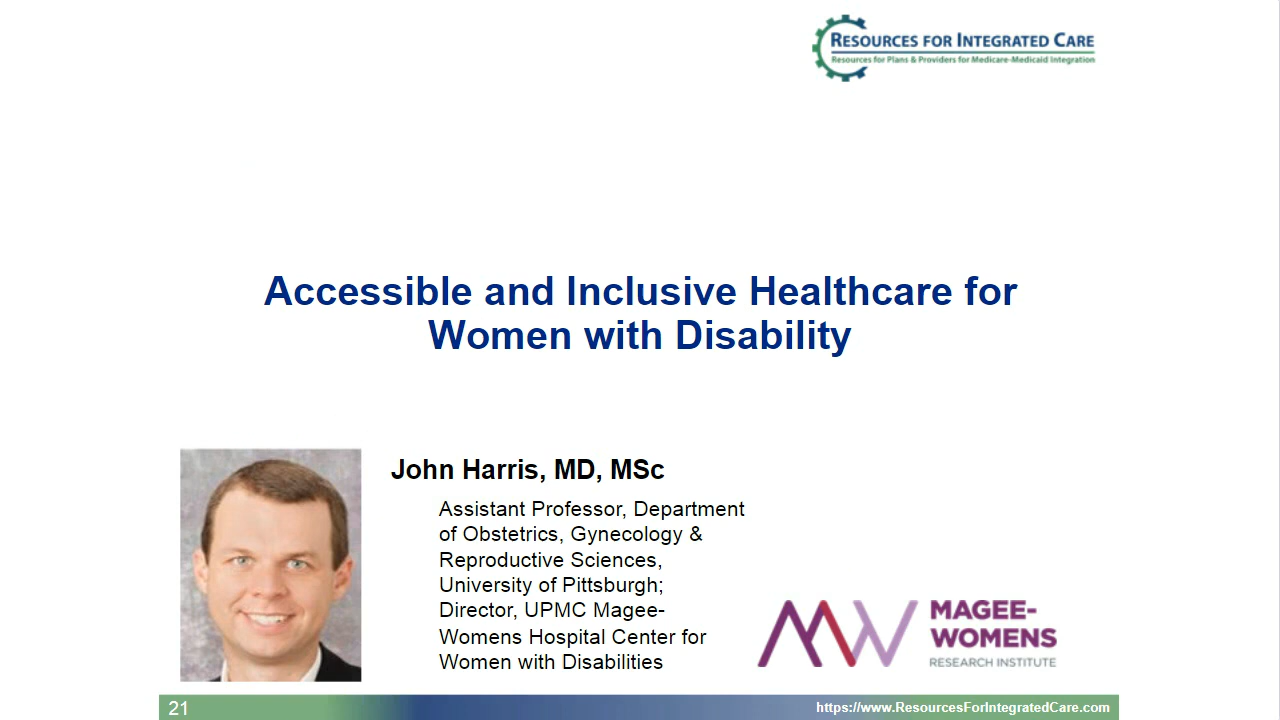 RESOURCES FOR INTEGRATED CARE
Resources for Plans & Providers for Medicare-Medicaid Integration
Accessible and Inclusive Healthcare for
Women with Disability
John Harris, MD, MSc
Assistant Professor, Department
of Obstetrics, Gynecology &
Reproductive Sciences,
University of Pittsburgh;
Director, UPMC Magee-
Womens Hospital Center for
Women with Disabilities
MW
MAGEE-
WOMENS
RESEARCH INSTITUTE
21
https://www.ResourcesForIntegratedCare.com